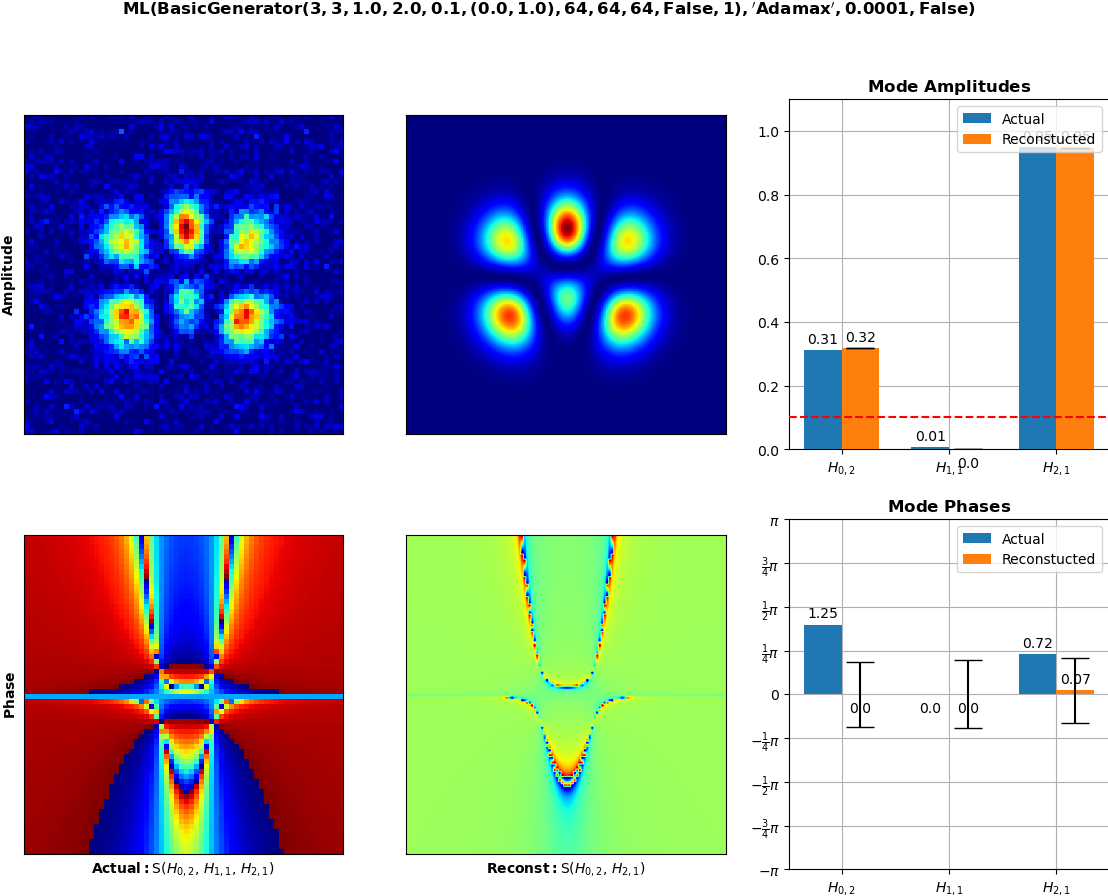 ML(BasicGenerator(3, 3, 1.0, 2.0, 0.1, (0.0, 1.0), 64, 64, 64, False, 1), 'Adamax', 0.0001, False)
Amplitude
Mode Amplitudes
Actual
Reconstucted
1.0
0.8
0.6
0.4
0.2
0.0
0.31
0.32
0.01
0.0
0.95 0.95
H0,2
H1,1
H2,1
Phase
Actual: S(H0,2, H1,1, H2,1)
Reconst: S(H0,2, H2,1)
Mode Phases
Actual
Reconstucted
π
3/4π
1/2π
1/4π
0
−1/4π
−1/2π
−3/4π
−π
1.25
0.0
0.0
0.0
0.72
0.07
H0,2
H1,1
H2,1